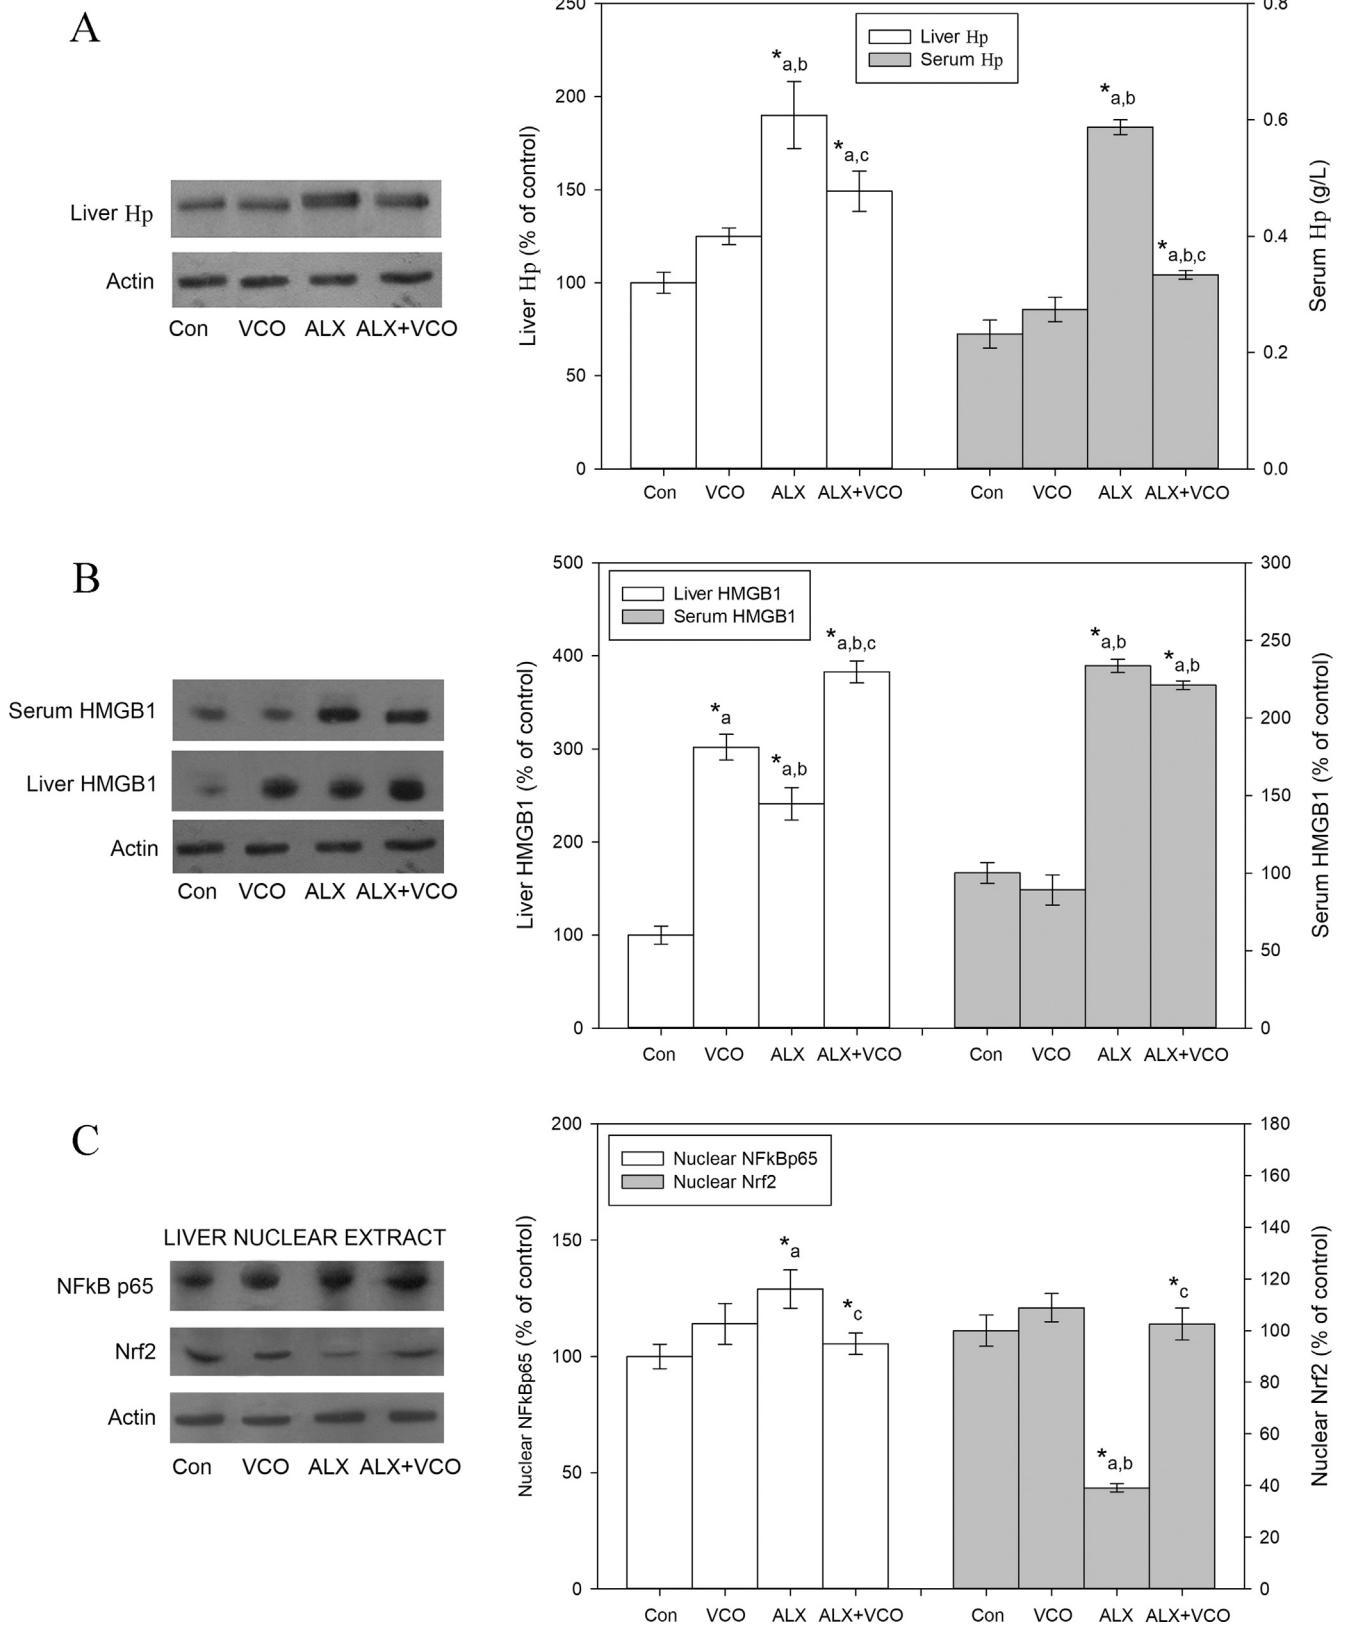 A
Liver Hp
Actin
Con VCO ALX ALX+VCO
250
200
150
100
50
0
Liver Hp (% of control)
Liver Hp
Serum Hp
*a,b
*a,c
*a,b
*a,b,c
0.8
0.6
0.4
0.2
0.0
Serum Hp (g/L)
Con VCO ALX ALX+VCO Con VCO ALX ALX+VCO
B
Serum HMGB1
Liver HMGB1
Actin
Con VCO ALX ALX+VCO
500
400
300
200
100
0
Liver HMGB1 (% of control)
Liver HMGB1
Serum HMGB1
*a
*a,b
*a,b,c
*a,b
*a,b
300
250
200
150
100
50
0
Serum HMGB1 (% of control)
Con VCO ALX ALX+VCO Con VCO ALX ALX+VCO
C
LIVER NUCLEAR EXTRACT
NFkB p65
Nrf2
Actin
Con VCO ALX ALX+VCO
200
150
100
50
0
Nuclear NFkBp65 (% of control)
Nuclear NFkBp65
Nuclear Nrf2
*a
*c
*a,b
*c
180
160
140
120
100
80
60
40
20
0
Nuclear Nrf2 (% of control)
Con VCO ALX ALX+VCO Con VCO ALX ALX+VCO